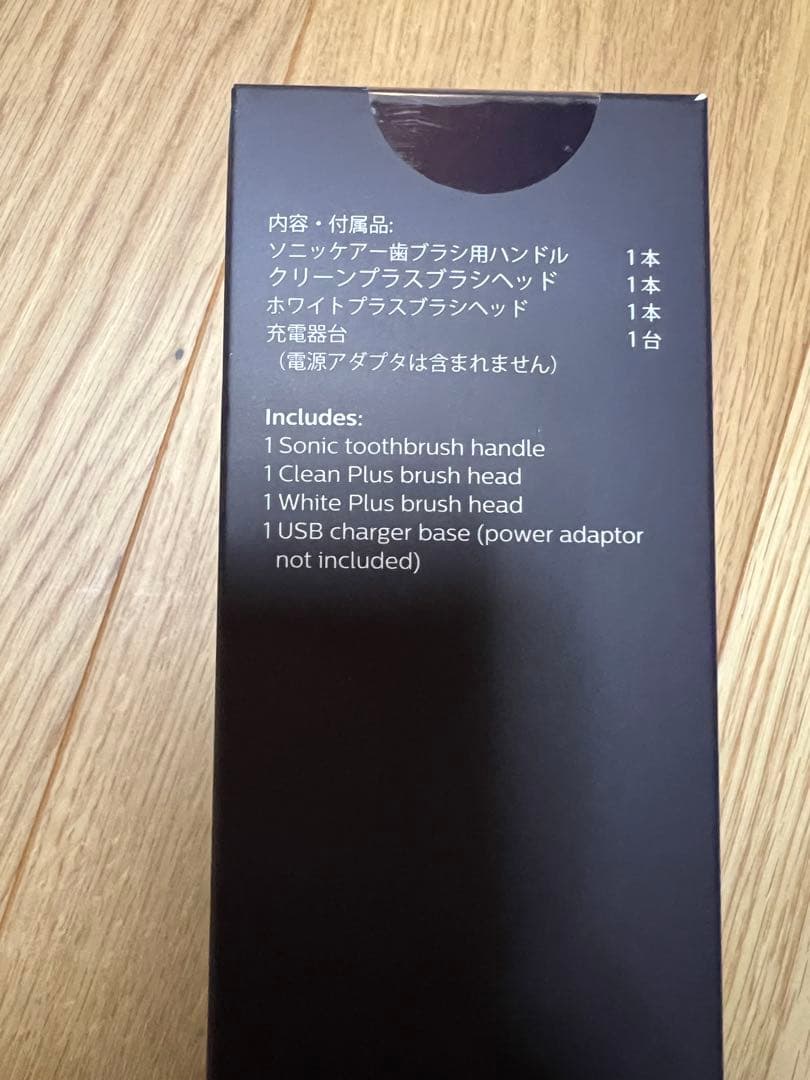 内容・付属品:
ソニッケアー歯ブラシ用ハンドル 1本
クリーンプラスブラシヘッド 1本
ホワイトプラスブラシヘッド 1本
充電器台 1台
（電源アダプタは含まれません）
Includes:
1 Sonic toothbrush handle
1 Clean Plus brush head
1 White Plus brush head
1 USB charger base (power adaptor
not included)